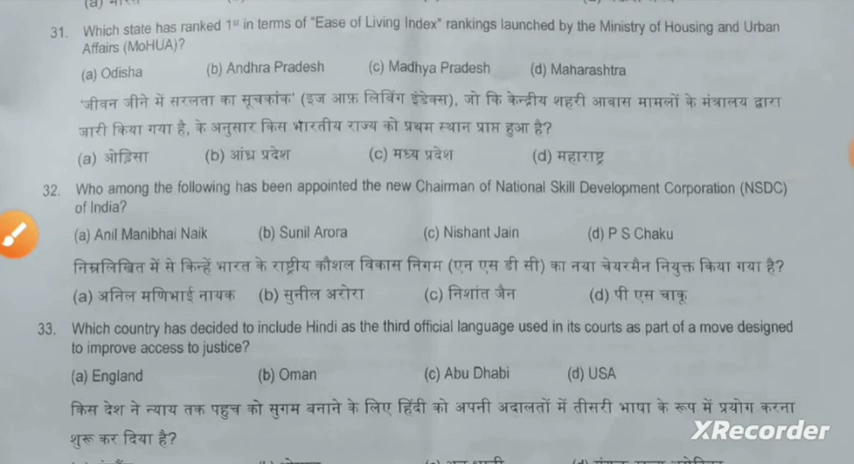 31. Which state has ranked 1st in terms of "Ease of Living Index" rankings launched by the Ministry of Housing and Urban
Affairs (MoHUA)?
(a) Odisha (b) Andhra Pradesh (c) Madhya Pradesh (d) Maharashtra
'जीवन जीने में सरलता का सूचकांक' (इज आफ़ लिविंग इंडेक्स), जो कि केन्द्रीय शहरी आवास मामलों के मंत्रालय द्वारा
जारी किया गया है, के अनुसार किस भारतीय राज्य को प्रथम स्थान प्राप्त हुआ है?
(a) ओड़िसा (b) आंध्र प्रदेश (c) मध्य प्रदेश (d) महाराष्ट्र
32. Who among the following has been appointed the new Chairman of National Skill Development Corporation (NSDC)
of India?
(a) Anil Manibhai Naik (b) Sunil Arora (c) Nishant Jain (d) P S Chaku
निम्नलिखित में से किन्हें भारत के राष्ट्रीय कौशल विकास निगम (एन एस डी सी) का नया चेयरमैन नियुक्त किया गया है?
(a) अनिल मणिभाई नायक (b) सुनील अरोरा (c) निशांत जैन (d) पी एस चाकू
33. Which country has decided to include Hindi as the third official language used in its courts as part of a move designed
to improve access to justice?
(a) England (b) Oman (c) Abu Dhabi (d) USA
किस देश ने न्याय तक पहुच को सुगम बनाने के लिए हिंदी को अपनी अदालतों में तीसरी भाषा के रूप में प्रयोग करना
शुरू कर दिया है?
XRecorder